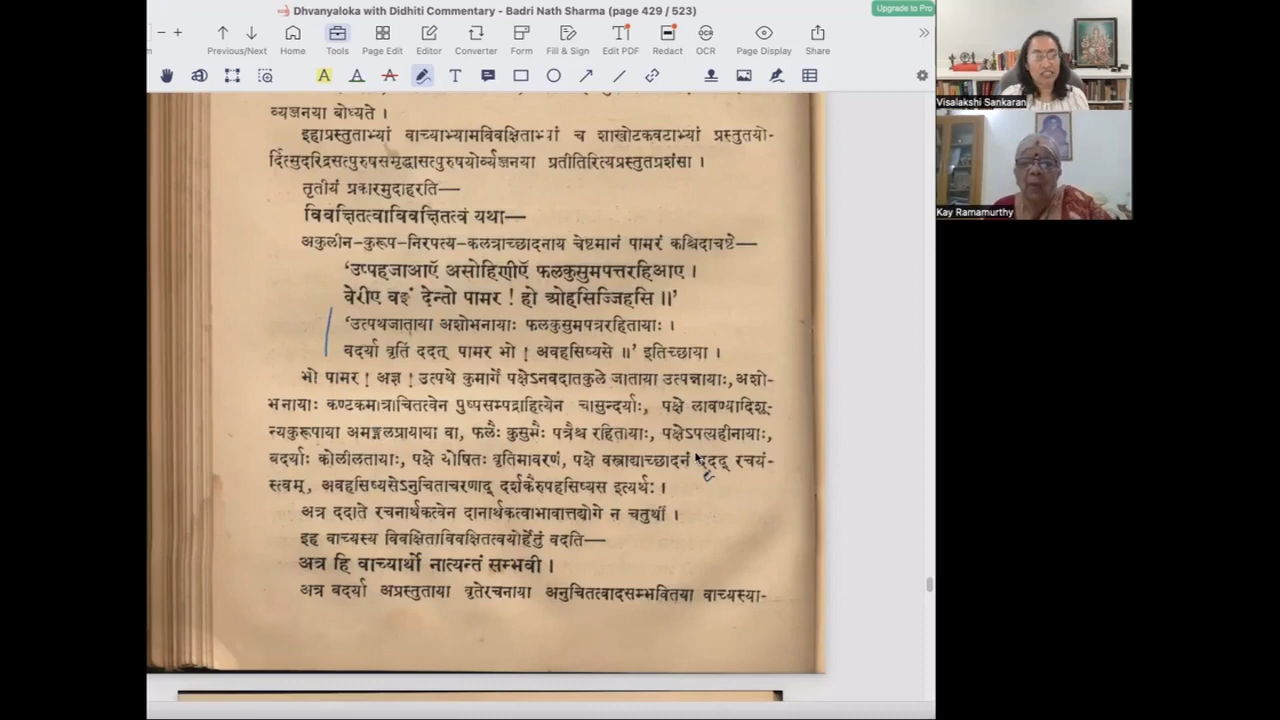 Dhvanyaloka with Didhiti Commentary - Badri Nath Sharma (page 429 / 523)
Upgrade to Pro
Previous/Next Home Tools Page Edit Editor Converter Form Fill & Sign Edit PDF Redact OCR Page Display Share
व्यञ्जनया बोध्यते ।
इहाप्रस्तुताभ्यां वाच्याभ्यामविवक्षिताभ्यां च शाखोटकवटाभ्यां प्रस्तुतयो-
र्दित्सुदरिद्रसत्पुरुषसमृद्धासत्पुरुषयोर्व्यञ्जनया प्रतीतिरित्यप्रस्तुतप्रशंसा ।
तृतीयं प्रकारमुदाहरति—
विवक्षितत्वाविवक्षितत्वं यथा—
अकुलीन-कुरूप-निरपत्य-कलत्राच्छादनाय चेष्टमानं पामरं कश्चिदाचष्टे—
‘उप्पहजाआएँ असोहिणीएँ फलकुसुमपत्तरहिआए ।
वेरीए वइं देन्तो पामर ! हो ओहसिज्जिहसि ॥’
‘उत्पथजाताया अशोभनायाः फलकुसुमपत्ररहितायाः ।
बदर्या वृतिं ददत् पामर भो ! अवहसिष्यसे ॥’ इतिच्छाया ।
भो पामर ! अज्ञ ! उत्पथे कुमार्गे पक्षेऽनवदातकुले जाताया उत्पन्नायाः, अशो-
भनायाः कण्टकमात्राचितत्वेन पुष्पसम्पद्राहित्येन चासुन्दर्याः, पक्षे लावण्यादिशू-
न्यकुरूपाया अमङ्गलप्रायाया वा, फलैः कुसुमैः पत्रैश्च रहितायाः, पक्षेऽपत्यहीनायाः,
बदर्याः कोलीलतायाः, पक्षे योषितः वृतिमावरणं, पक्षे वस्त्राद्याच्छादनं ददद् रचयं-
स्त्वम्, अवहसिष्यसेऽनुचिताचरणाद् दर्शकैरुपहसिष्यस इत्यर्थः ।
अत्र ददाते रचनार्थकत्वेन दानार्थकत्वाभावात्तद्योगे न चतुर्थी ।
इह वाच्यस्य विवक्षिताविवक्षितत्वयोर्हेतुं वदति—
अत्र हि वाच्यार्थो नात्यन्तं सम्भवी ।
अत्र बदर्या अप्रस्तुताया वृतेरचनाया अनुचितत्वादसम्भवितया वाच्यस्या-
Visalakshi Sankaran
Kay Ramamurthy